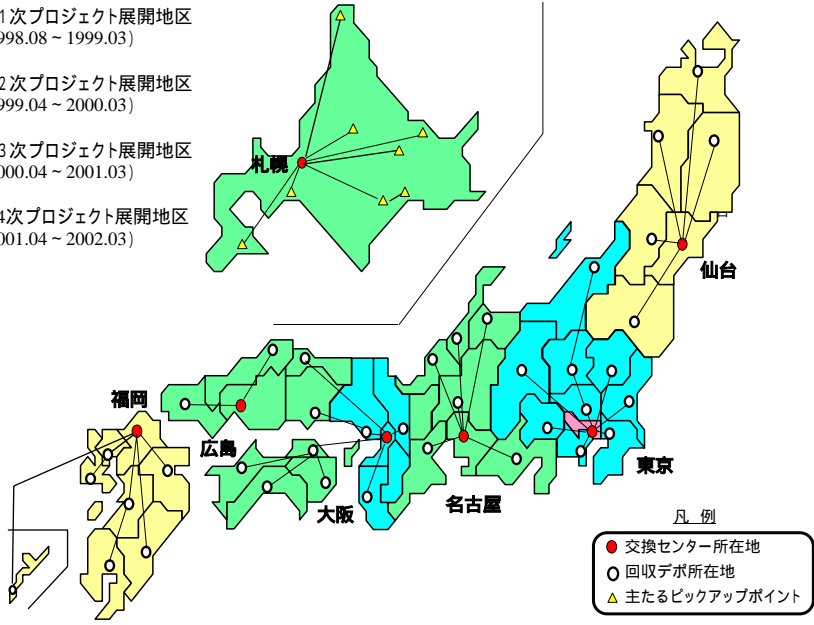 1次プロジェクト展開地区
998.08 ~ 1999.03)
2次プロジェクト展開地区
999.04 ~ 2000.03)
3次プロジェクト展開地区
000.04 ~ 2001.03)
4次プロジェクト展開地区
001.04 ~ 2002.03)
札幌
仙台
福岡
広島
大阪
名古屋
東京
凡 例
交換センター所在地
回収デポ所在地
主たるピックアップポイント